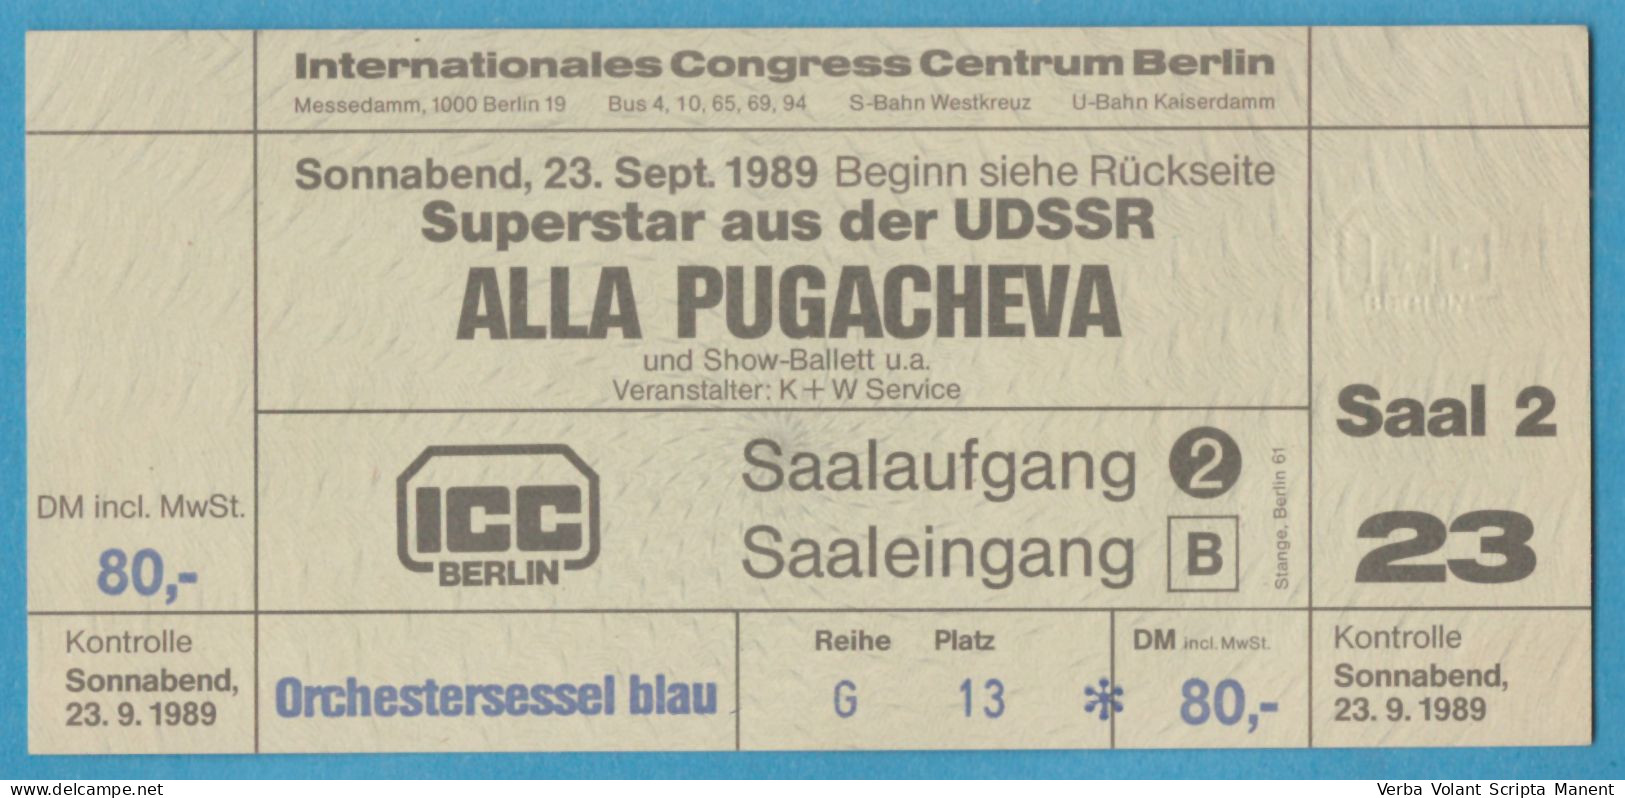 Internationales Congress Centrum Berlin
Messedamm, 1000 Berlin 19 Bus 4, 10, 65, 69, 94 S-Bahn Westkreuz U-Bahn Kaiserdamm
Sonnabend, 23. Sept. 1989 Beginn siehe Rückseite
Superstar aus der UDSSR
ALLA PUGACHEVA
und Show-Ballett u.a.
Veranstalter: K+W Service
DM incl. MwSt.
80,-
ICC
BERLIN
Saalaufgang 2
Saaleingang B
Stange, Berlin 61
Saal 2
23
Kontrolle
Sonnabend,
23. 9. 1989
Orchestersessel blau
Reihe Platz
G 13 *
DM incl. MwSt.
80,-
Kontrolle
Sonnabend,
23. 9. 1989
BERLIN
delcampe.net
Verba Volant Scripta Manent